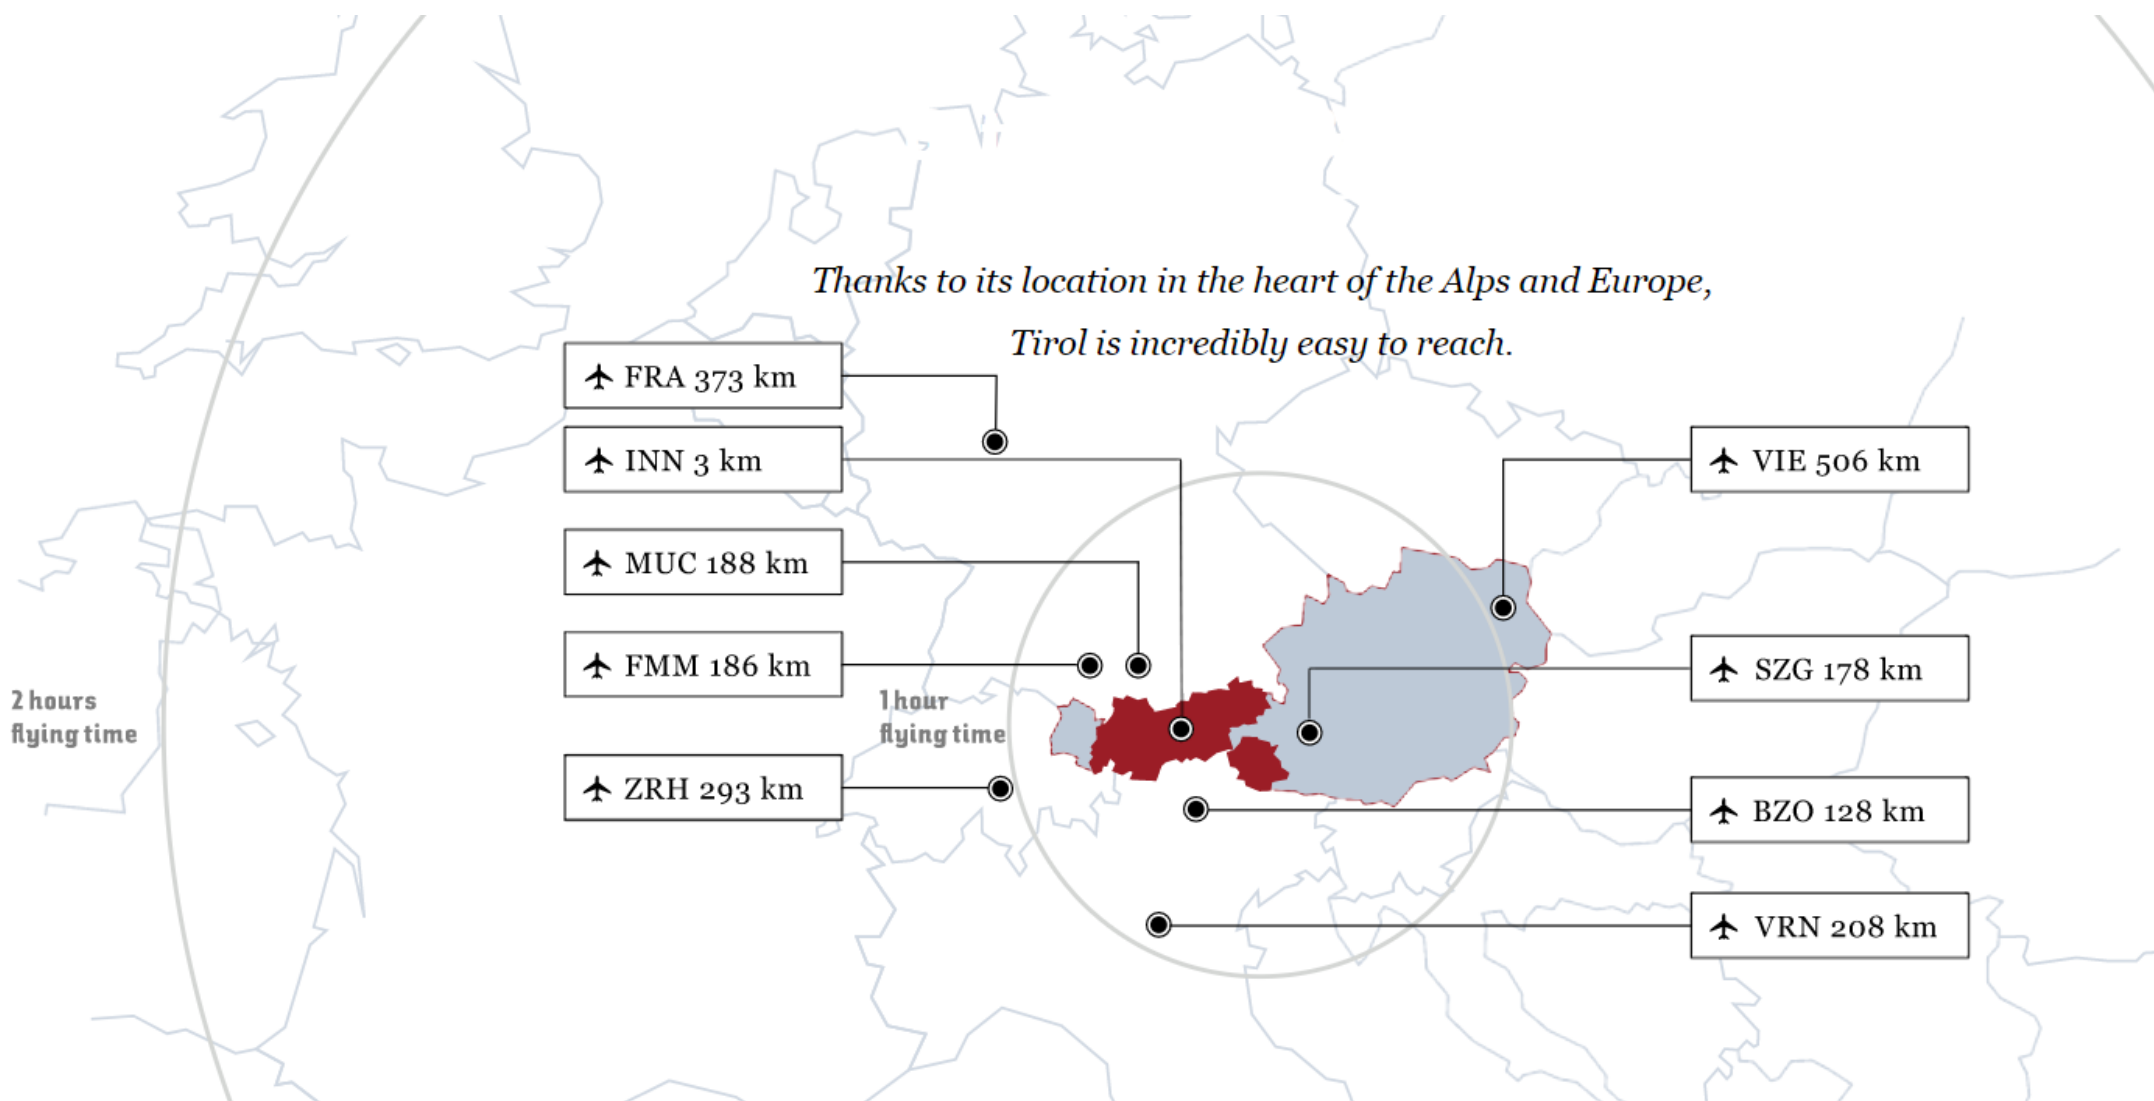 Thanks to its location in the heart of the Alps and Europe,
Tirol is incredibly easy to reach.
FRA 373 km
INN 3 km
MUC 188 km
FMM 186 km
ZRH 293 km
2 hours
flying time
1 hour
flying time
VIE 506 km
SZG 178 km
BZO 128 km
VRN 208 km